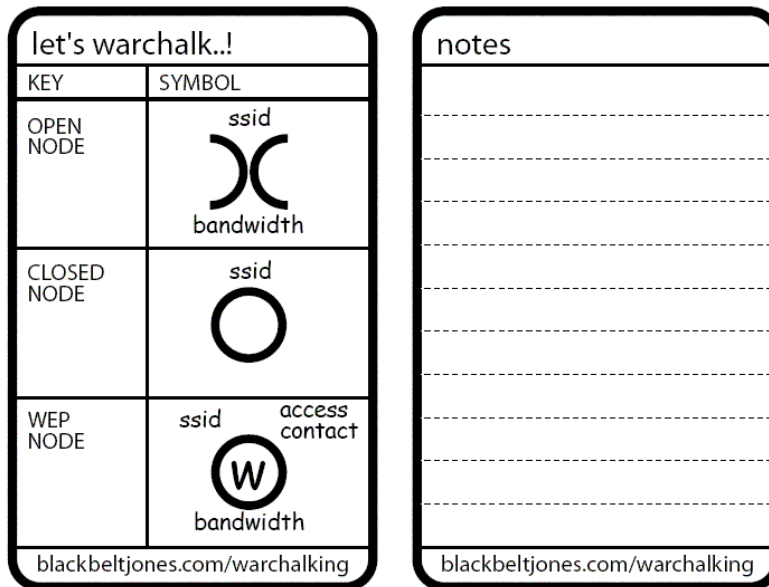 let's warchalk..!
KEY SYMBOL
OPEN
NODE
ssid
bandwidth
CLOSED
NODE
ssid
WEP
NODE
ssid
access
contact
W
bandwidth
blackbeltjones.com/warchalking
notes
blackbeltjones.com/warchalking